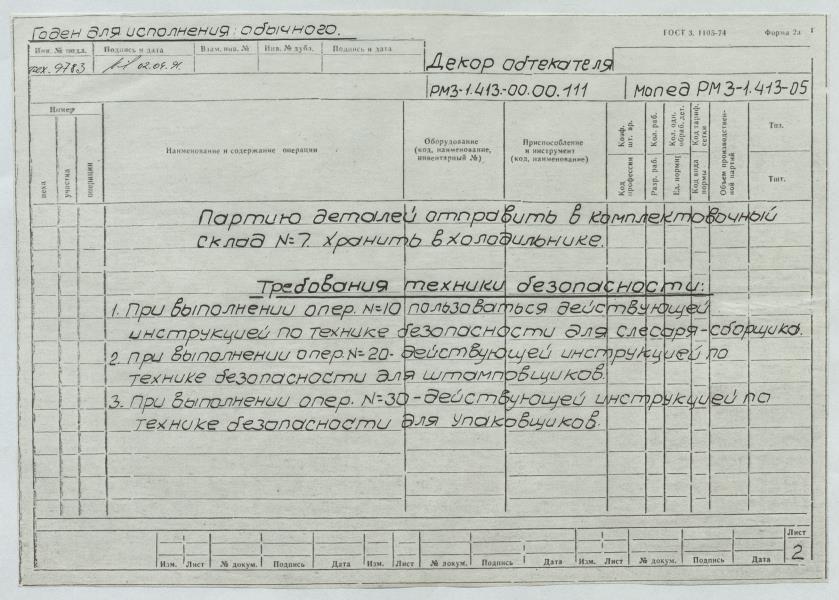 Годен для исполнения: обычного.
ГОСТ 3. 1105-74 Форма 2а 1
Инв. № подл. Подпись и дата Взам. инв. № Инв. № дубл. Подпись и дата
9783 02.04.91.
Декор обтекателя
РМЗ-1.413-00.00.111 Мопед РМЗ-1.413-05
Номер
цеха
участка
операции
Наименование и содержание операции
Оборудование
(код, наименование,
инвентарный №)
Приспособление
и инструмент
(код, наименование)
Коэф.
шт. вр.
Код
профессии
Кол. раб.
Разр. раб.
Кол. одн.
обраб. дет.
Ед. нормир.
Код тариф.
сетки
Код вида
нормы
Объем производствен-
ной партии
Тпз.
Тшт.
Партию деталей отправить в комплектовочный
склад №7. Хранить в холодильнике.
Требования техники безопасности:
1. При выполнении опер. №10 пользоваться действующей
инструкцией по технике безопасности для слесаря-сборщика.
2. При выполнении опер. №20- действующей инструкцией по
технике безопасности для штамповщиков.
3. При выполнении опер. №30-действующей инструкцией по
технике безопасности для упаковщиков.
Лист
2
Изм. Лист № докум. Подпись Дата Изм. Лист № докум. Подпись Дата Изм. Лист № докум. Подпись Дата